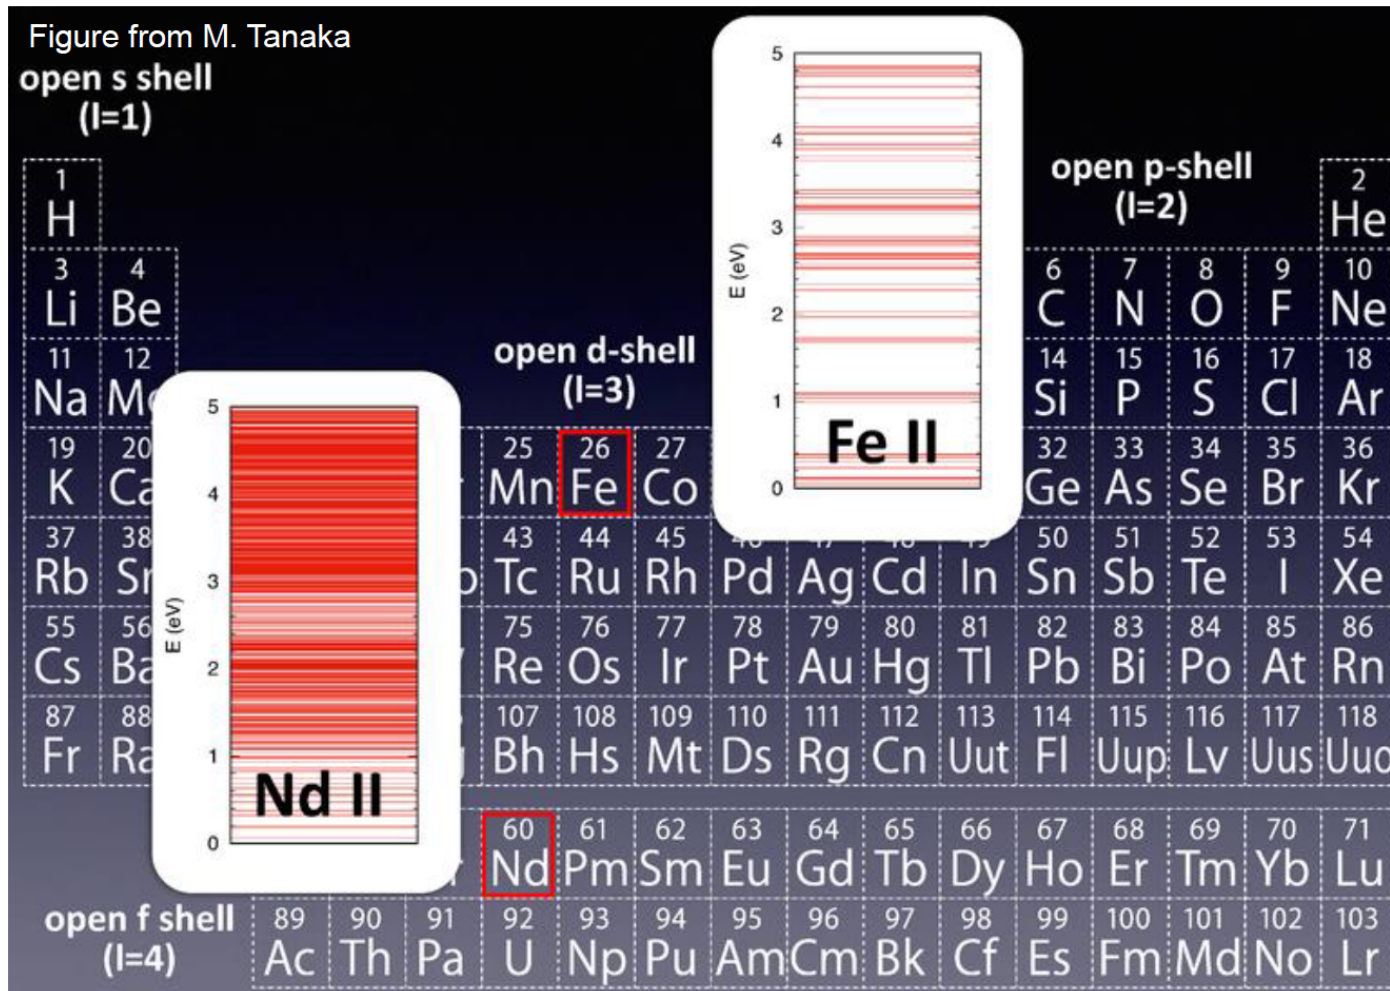 Figure from M. Tanaka
open s shell
(l=1)
open p-shell
(l=2)
open d-shell
(l=3)
open f shell
(l=4)
5
4
3
2
1
0
E (eV)
Fe II
5
4
3
2
1
0
E (eV)
Nd II
1 2
H He
3 4 6 7 8 9 10
Li Be C N O F Ne
11 12 14 15 16 17 18
Na Si P S Cl Ar
19 20 25 26 27 32 33 34 35 36
K Ca Mn Fe Co Ge As Se Br Kr
37 38 43 44 45 50 51 52 53 54
Rb Sr Tc Ru Rh Pd Ag Cd In Sn Sb Te I Xe
55 56 75 76 77 78 79 80 81 82 83 84 85 86
Cs Ba Re Os Ir Pt Au Hg Tl Pb Bi Po At Rn
87 88 107 108 109 110 111 112 113 114 115 116 117 118
Fr Ra Bh Hs Mt Ds Rg Cn Uut Fl Uup Lv Uus Uuo
60 61 62 63 64 65 66 67 68 69 70 71
Nd Pm Sm Eu Gd Tb Dy Ho Er Tm Yb Lu
89 90 91 92 93 94 95 96 97 98 99 100 101 102 103
Ac Th Pa U Np Pu Am Cm Bk Cf Es Fm Md No Lr